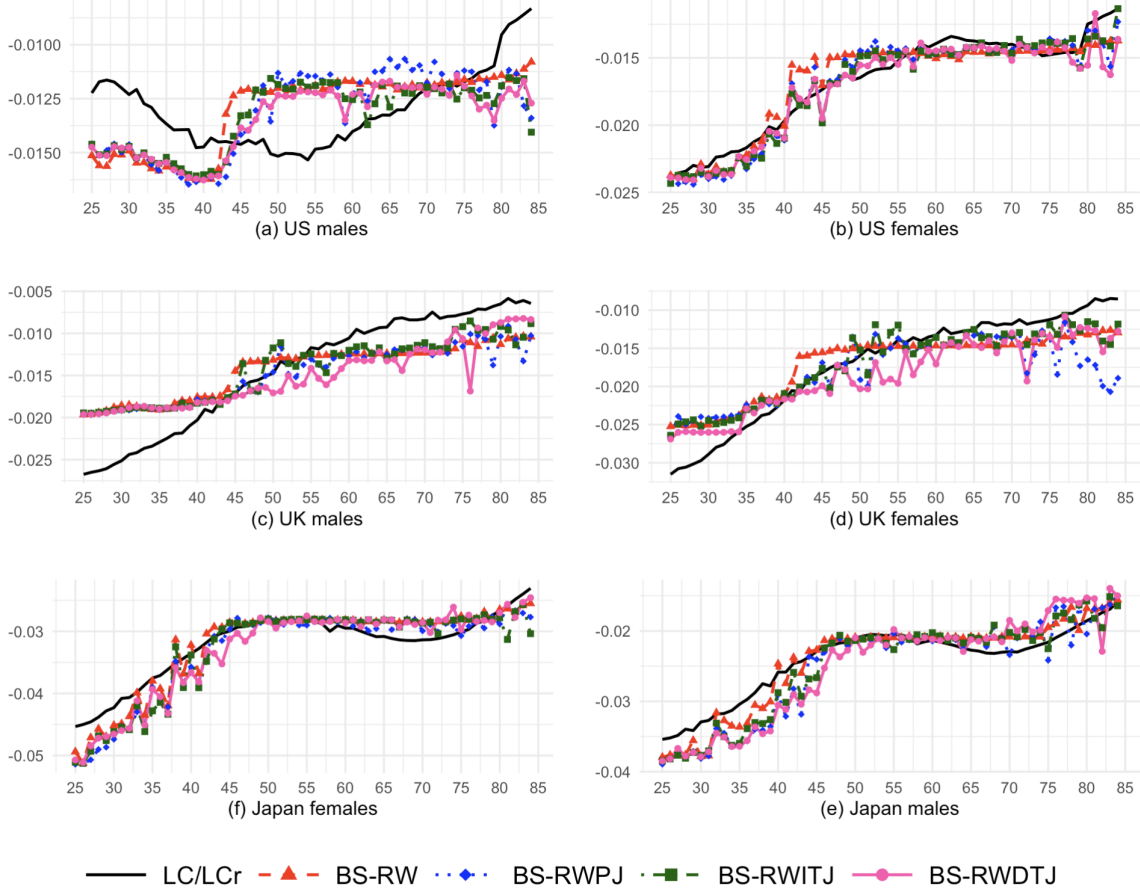 -0.0100
-0.0125
-0.0150
25 30 35 40 45 50 55 60 65 70 75 80 85
(a) US males
-0.015
-0.020
-0.025
25 30 35 40 45 50 55 60 65 70 75 80 85
(b) US females
-0.005
-0.010
-0.015
-0.020
-0.025
25 30 35 40 45 50 55 60 65 70 75 80 85
(c) UK males
-0.010
-0.015
-0.020
-0.025
-0.030
25 30 35 40 45 50 55 60 65 70 75 80 85
(d) UK females
-0.03
-0.04
-0.05
25 30 35 40 45 50 55 60 65 70 75 80 85
(f) Japan females
-0.02
-0.03
-0.04
25 30 35 40 45 50 55 60 65 70 75 80 85
(e) Japan males
LC/LCr BS-RW BS-RWPJ BS-RWITJ BS-RWDTJ